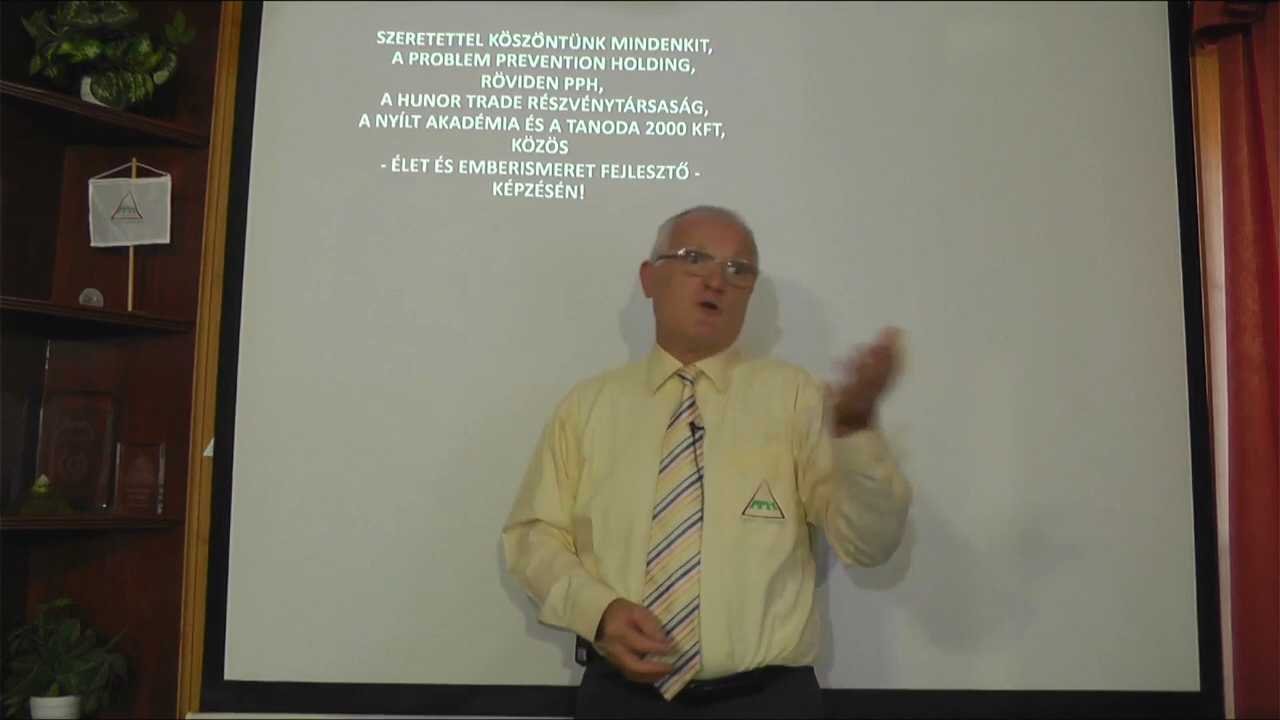 SZERETETTEL KÖSZÖNTÜNK MINDENKIT,
A PROBLEM PREVENTION HOLDING,
RÖVIDEN PPH,
A HUNOR TRADE RÉSZVÉNYTÁRSASÁG,
A NYÍLT AKADÉMIA ÉS A TANODA 2000 KFT,
KÖZÖS
- ÉLET ÉS EMBERISMERET FEJLESZTŐ -
KÉPZÉSÉN!